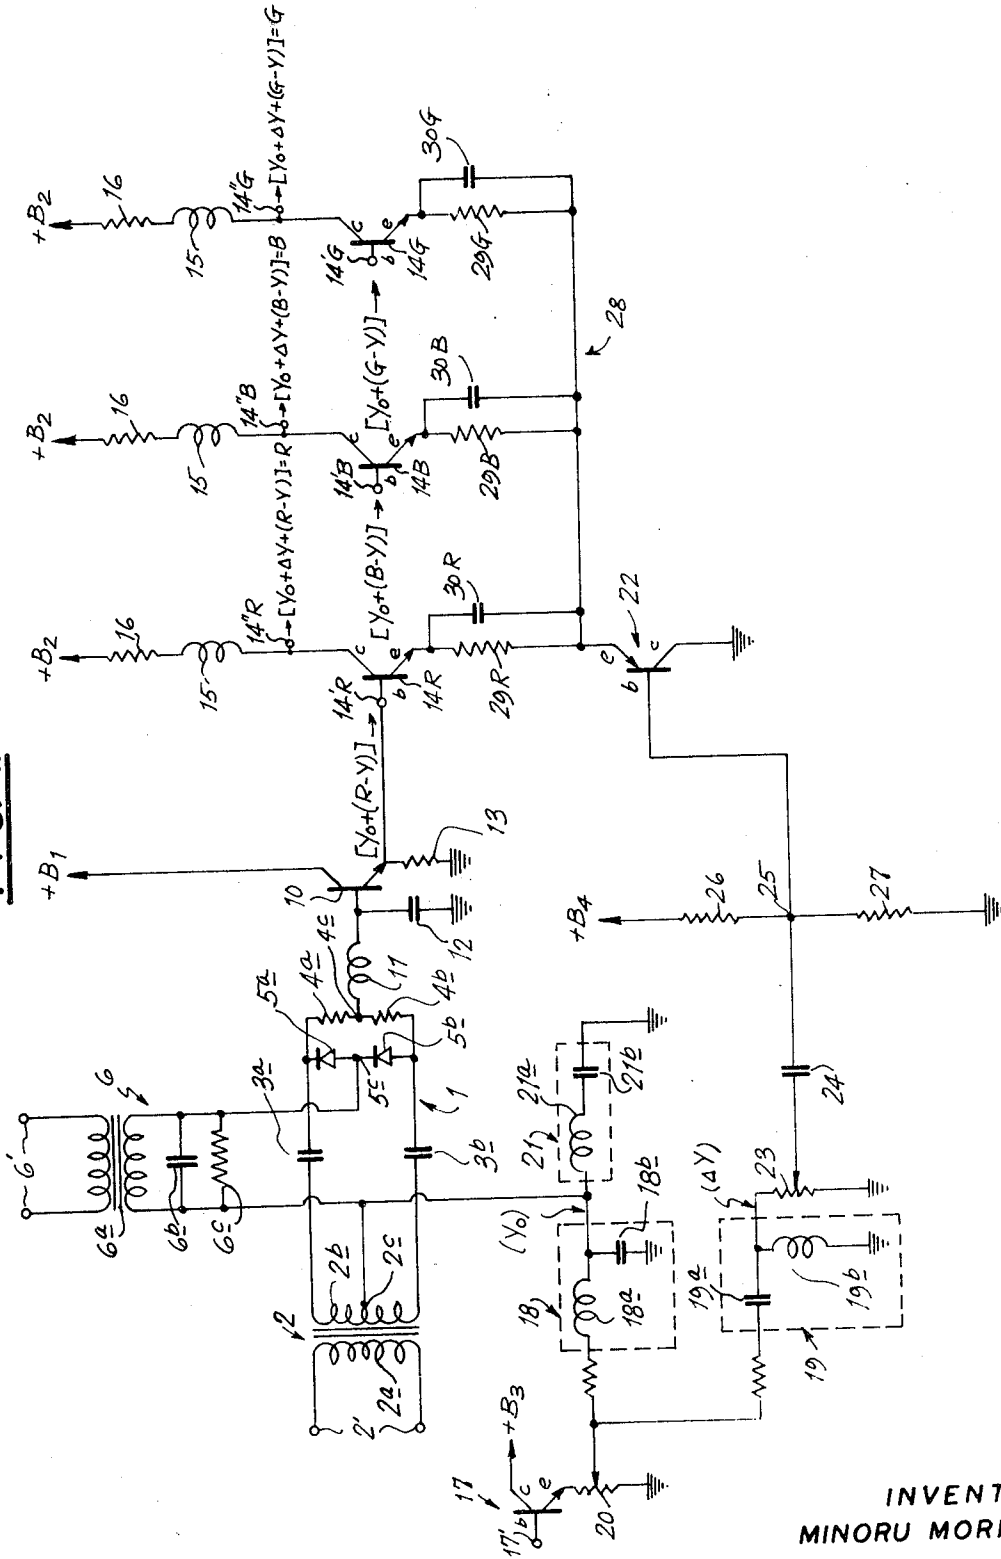 +B₂
16
15
14"G
→[Y₀+ΔY+(G-Y)]=G
14'G
c
b
e
14G
[Y₀+(G-Y)]→
29G
30G
+B₂
16
15
14"B
→[Y₀+ΔY+(B-Y)]=B
14'B
c
b
e
14B
[Y₀+(B-Y)]→
29B
30B
28
+B₂
16
15
14"R
→[Y₀+ΔY+(R-Y)]=R
14'R
c
b
e
14R
[Y₀+(R-Y)]→
29R
30R
22
e
b
c
+B₁
10
13
12
11
4c
4a
4b
5a
5b
5c
3a
3b
1
6
6'
6a
6b
6c
2
2'
2a
2b
2c
+B₄
26
25
27
24
23
(ΔY)
21
21a
21b
(Y₀)
18
18a
18b
19
19a
19b
17
17'
b
c
e
+B₃
20
INVENT
MINORU MORI